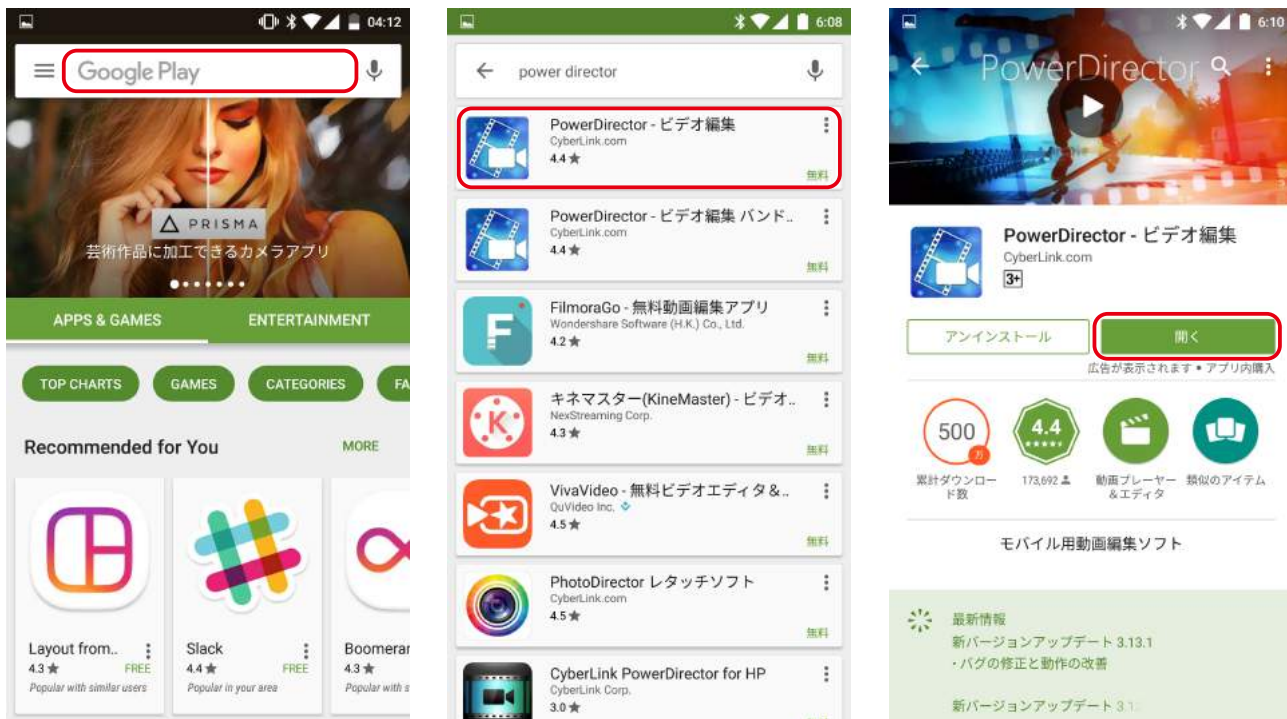 04:12
Google Play
PRISMA
芸術作品に加工できるカメラアプリ
APPS & GAMES
ENTERTAINMENT
TOP CHARTS
GAMES
CATEGORIES
FA
Recommended for You
MORE
Layout from..
4.3★
FREE
Popular with similar users
Slack
4.4★
FREE
Popular in your area
Boomerar
4.3★
Popular with s
6:08
power director
PowerDirector - ビデオ編集
CyberLink.com
4.4★
無料
PowerDirector - ビデオ編集 バンド..
CyberLink.com
4.4★
無料
FilmoraGo - 無料動画編集アプリ
Wondershare Software (H.K.) Co., Ltd.
4.2★
無料
キネマスター(KineMaster) - ビデオ..
NexStreaming Corp.
4.3★
無料
VivaVideo - 無料ビデオエディタ＆..
QuVideo Inc.
4.5★
無料
PhotoDirector レタッチソフト
CyberLink.com
4.5★
無料
CyberLink PowerDirector for HP
CyberLink Corp.
3.0★
6:10
PowerDirector
PowerDirector - ビデオ編集
CyberLink.com
3+
アンインストール
開く
広告が表示されます • アプリ内購入
500
万
4.4
累計ダウンロー
ド数
173,692
動画プレーヤー
＆エディタ
類似のアイテム
モバイル用動画編集ソフト
最新情報
新バージョンアップデート 3.13.1
・バグの修正と動作の改善
新バージョンアップデート 3.1